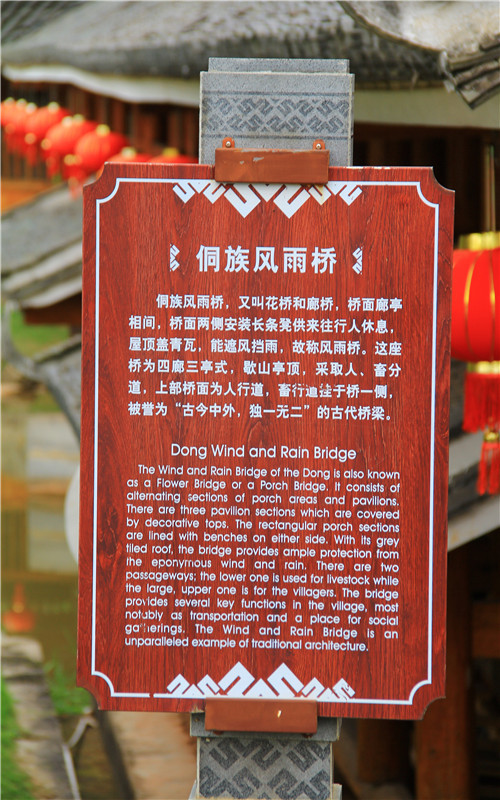 侗族风雨桥
侗族风雨桥，又叫花桥和廊桥，桥面廊亭
相间，桥面两侧安装长条凳供来往行人休息，
屋顶盖青瓦，能遮风挡雨，故称风雨桥。这座
桥为四廊三亭式，歇山亭顶，采取人、畜分
道，上部桥面为人行道，畜行道挂于桥一侧，
被誉为“古今中外，独一无二”的古代桥梁。
Dong Wind and Rain Bridge
The Wind and Rain Bridge of the Dong is also known
as a Flower Bridge or a Porch Bridge. It consists of
alternating sections of porch areas and pavilions.
There are three pavilion sections which are covered
by decorative tops. The rectangular porch sections
are lined with benches on either side. With its grey
tiled roof, the bridge provides ample protection from
the eponymous wind and rain. There are two
passageways; the lower one is used for livestock while
the large, upper one is for the villagers. The bridge
provides several key functions in the village, most
notably as transportation and a place for social
gatherings. The Wind and Rain Bridge is an
unparalleled example of traditional architecture.